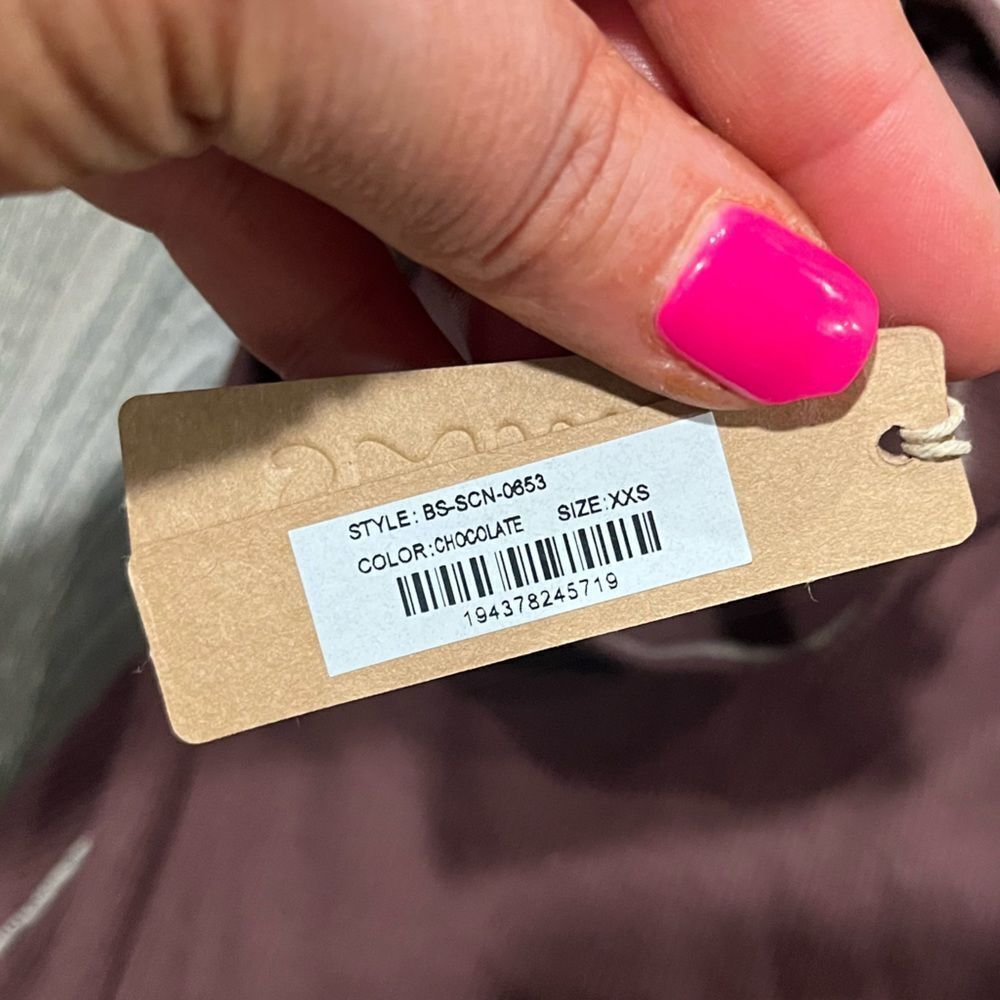 STYLE: BS-SCN-0653
COLOR:CHOCOLATE SIZE:XXS
194378245719